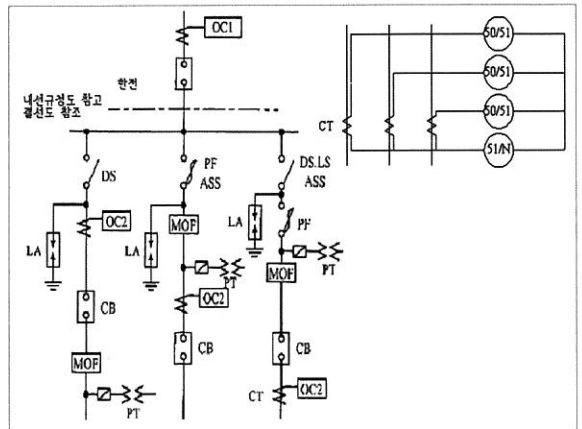 OC1
한전
내선규정도 참고
결선도 참조
DS
OC2
LA
CB
MOF
PT
PF
ASS
LA
MOF
PT
OC2
CB
DS.LS
ASS
LA
PF
PT
MOF
CB
CT
OC2
50/51
50/51
50/51
CT
51/N